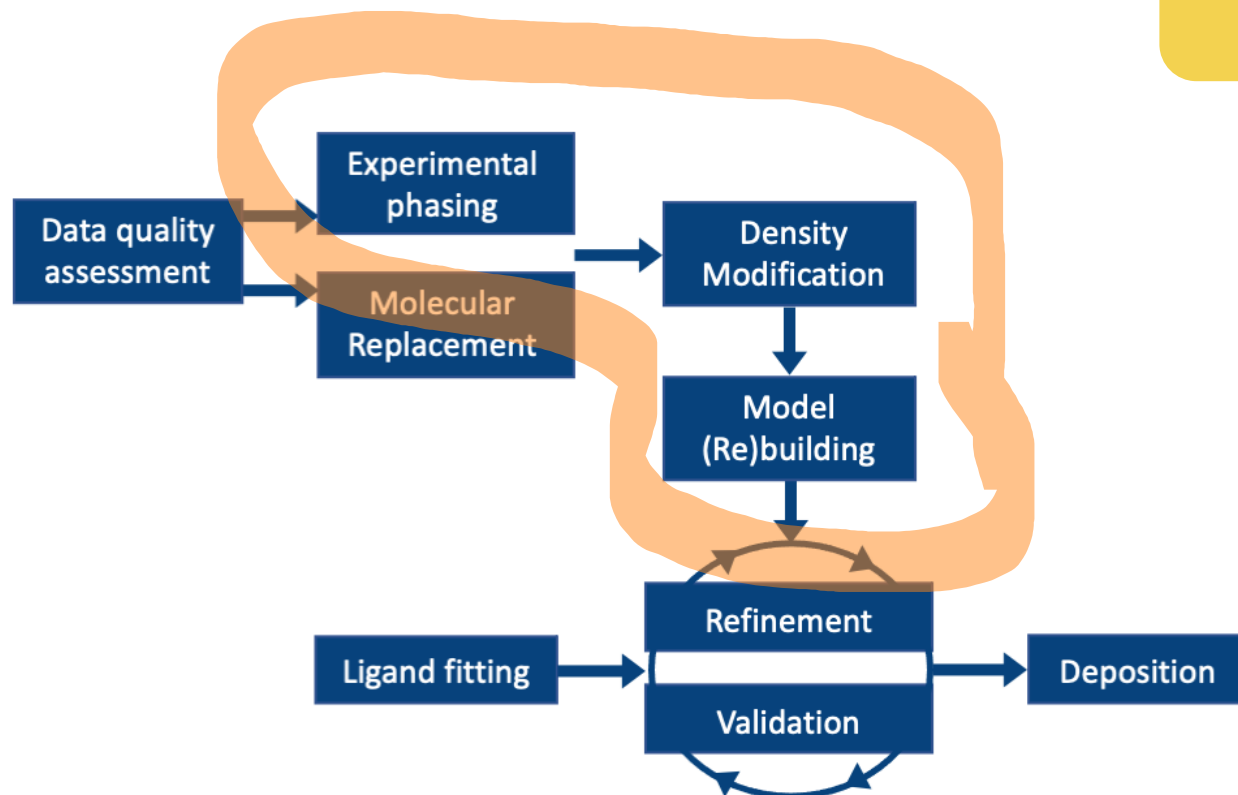 Experimental
phasing
Data quality
assessment
Molecular
Replacement
Density
Modification
Model
(Re)building
Refinement
Ligand fitting
Deposition
Validation